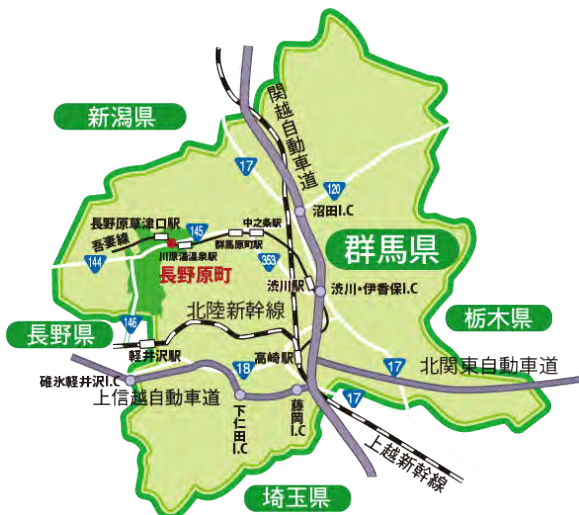 新潟県
関越自動車道
17
120
沼田I.C
長野原草津口駅
145
中之条駅
吾妻線
群馬原町駅
群馬県
川原湯温泉駅
144
長野原町
353
渋川駅
渋川・伊香保I.C
146
北陸新幹線
栃木県
長野県
軽井沢駅
高崎駅
17
北関東自動車道
18
碓氷軽井沢I.C
上信越自動車道
下仁田I.C
藤岡I.C
17
上越新幹線
埼玉県